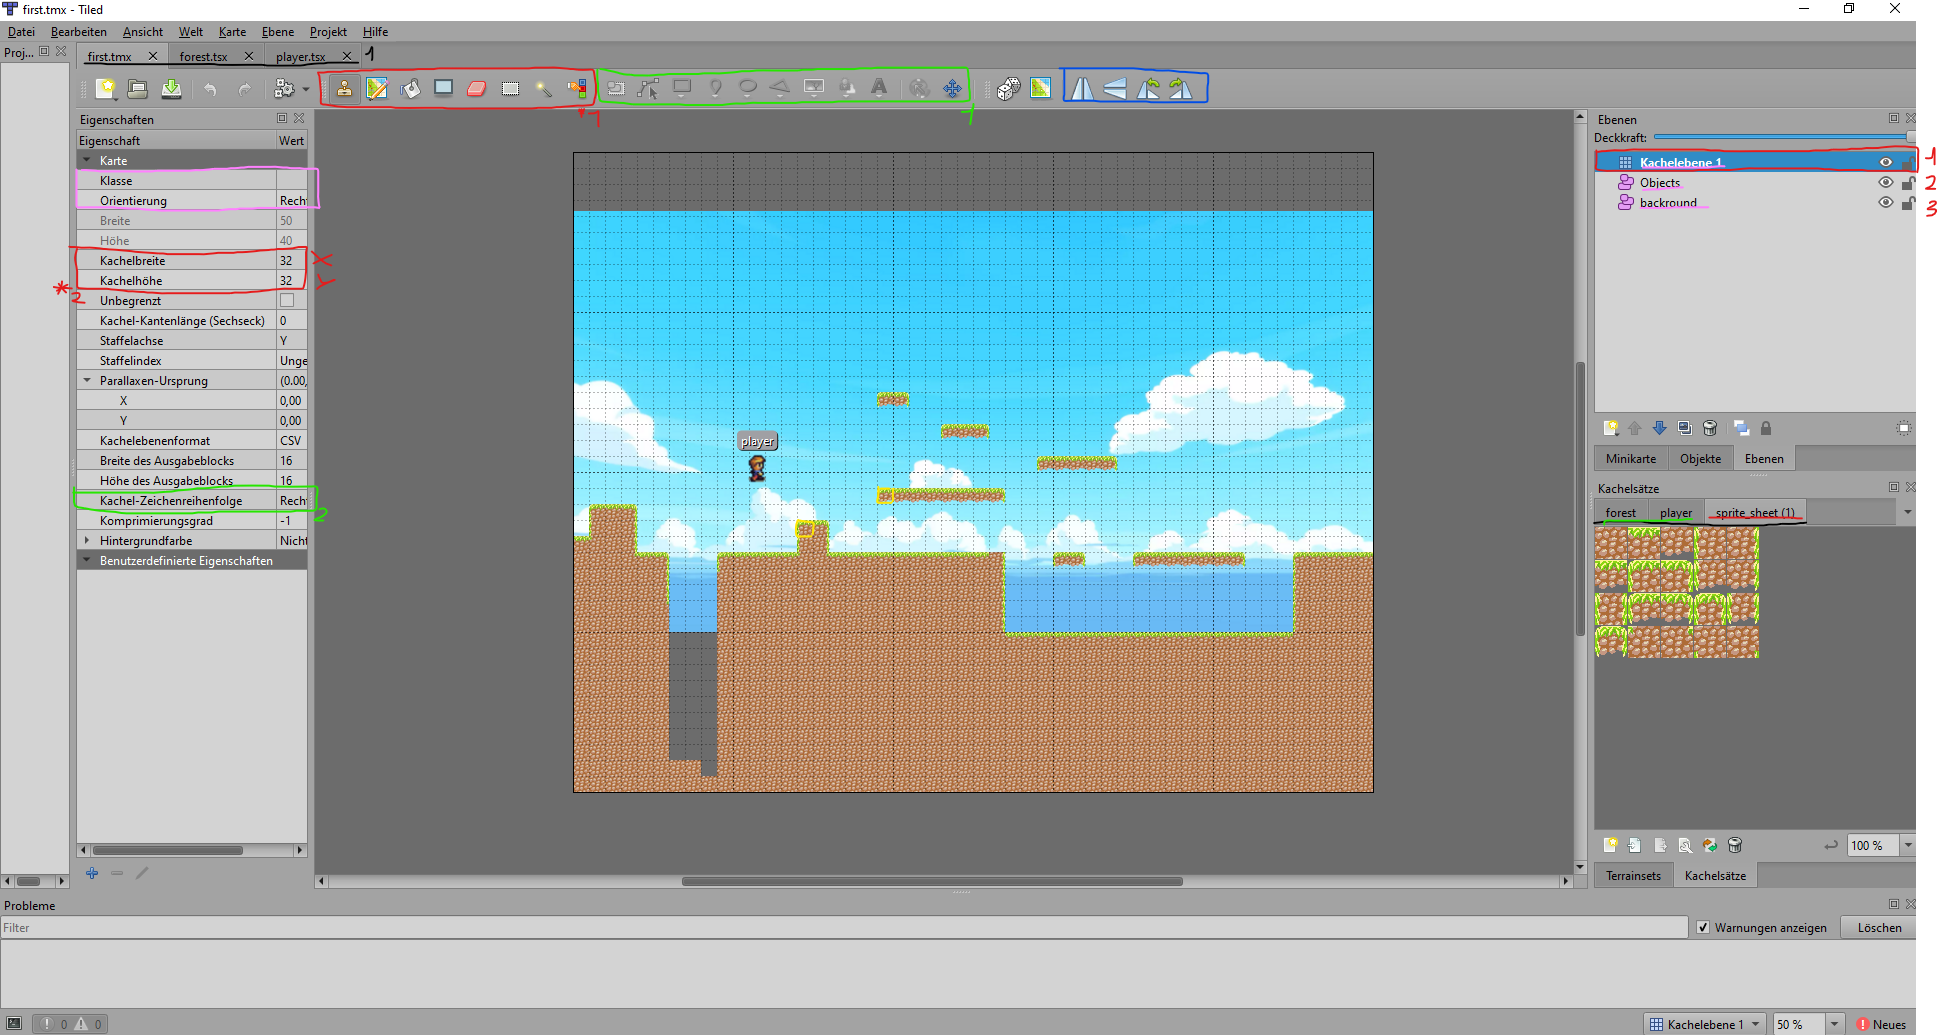 first.tmx - Tiled
Datei Bearbeiten Ansicht Welt Karte Ebene Projekt Hilfe
Proj...
first.tmx forest.tsx player.tsx 1
1
1
Eigenschaften
Eigenschaft Wert
Karte
Klasse
Orientierung Recht
Breite 50
Höhe 40
Kachelbreite 32 X
Kachelhöhe 32 Y
* 2
Unbegrenzt
Kachel-Kantenlänge (Sechseck) 0
Staffelachse Y
Staffelindex Unge
Parallaxen-Ursprung (0.00,
X 0,00
Y 0,00
Kachelebenenformat CSV
Breite des Ausgabeblocks 16
Höhe des Ausgabeblocks 16
Kachel-Zeichenreihenfolge Recht 2
Komprimierungsgrad -1
Hintergrundfarbe Nicht
Benutzerdefinierte Eigenschaften
player
Ebenen
Deckkraft:
Kachelebene 1 1
Objects 2
backround 3
Minikarte Objekte Ebenen
Kachelsätze
forest player sprite_sheet (1)
100 %
Terrainsets Kachelsätze
Probleme
Filter
Warnungen anzeigen Löschen
0 0
Kachelebene 1 50 % Neues